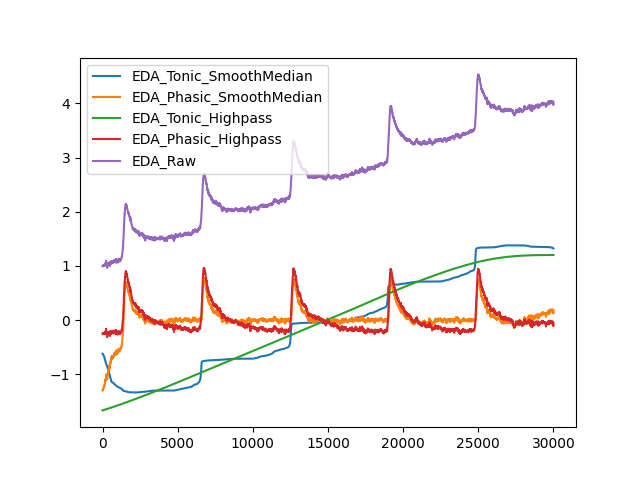 EDA_Tonic_SmoothMedian
EDA_Phasic_SmoothMedian
EDA_Tonic_Highpass
EDA_Phasic_Highpass
EDA_Raw
4
3
2
1
0
−1
0 5000 10000 15000 20000 25000 30000